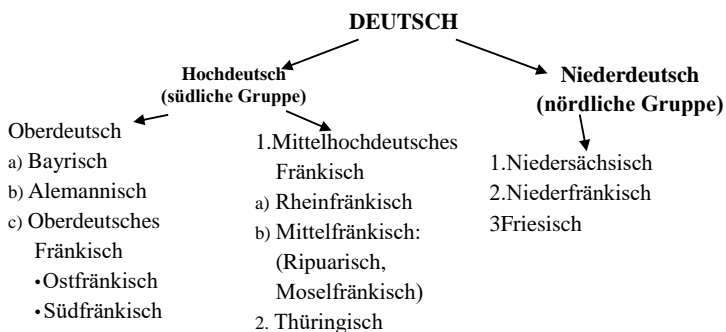 DEUTSCH
Hochdeutsch
(südliche Gruppe)
Niederdeutsch
(nördliche Gruppe)
Oberdeutsch
a) Bayrisch
b) Alemannisch
c) Oberdeutsches
Fränkisch
•Ostfränkisch
•Südfränkisch
1.Mittelhochdeutsches
Fränkisch
a) Rheinfränkisch
b) Mittelfränkisch:
(Ripuarisch,
Moselfränkisch)
2. Thüringisch
1.Niedersächsisch
2.Niederfränkisch
3Friesisch